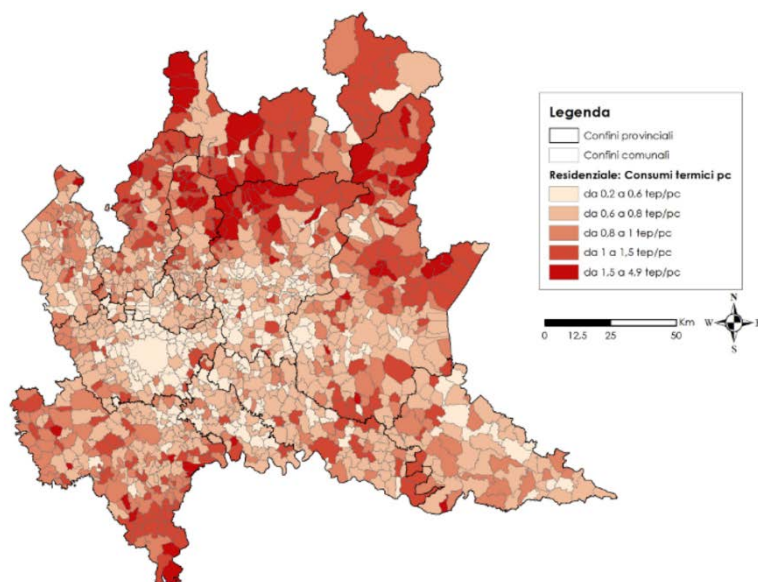 Legenda
Confini provinciali
Confini comunali
Residenziale: Consumi termici pc
da 0,2 a 0,6 tep/pc
da 0,6 a 0,8 tep/pc
da 0,8 a 1 tep/pc
da 1 a 1,5 tep/pc
da 1,5 a 4,9 tep/pc
Km
0 12,5 25 50
N
W E
S